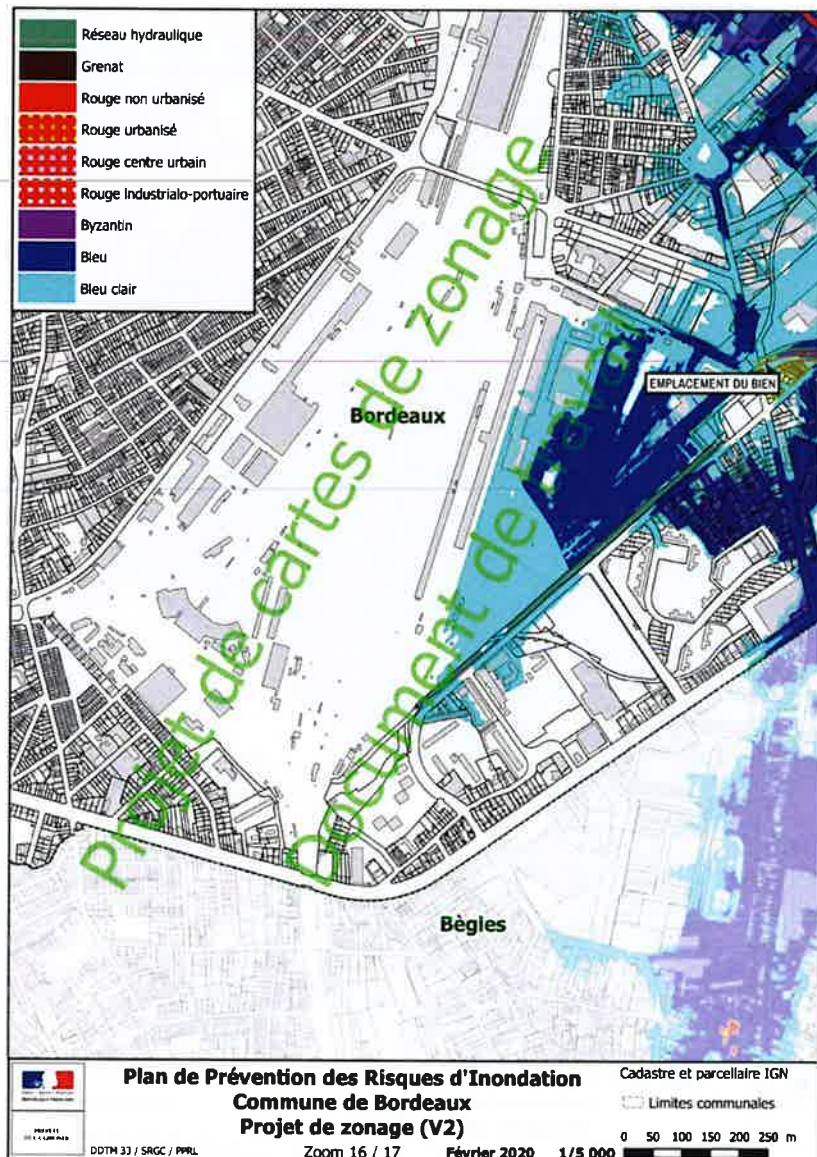 Réseau hydraulique
Grenat
Rouge non urbanisé
Rouge urbanisé
Rouge centre urbain
Rouge Industrialo-portuaire
Byzantin
Bleu
Bleu clair
Projet de cartes de zonage
Document de travail
EMPLACEMENT DU BIEN
Bordeaux
Bègles
Plan de Prévention des Risques d'Inondation
Commune de Bordeaux
Projet de zonage (V2)
DDTM 33 / SRGC / PPRL
Zoom 16 / 17
Février 2020
1/5 000
Cadastre et parcellaire IGN
Limites communales
0 50 100 150 200 250 m